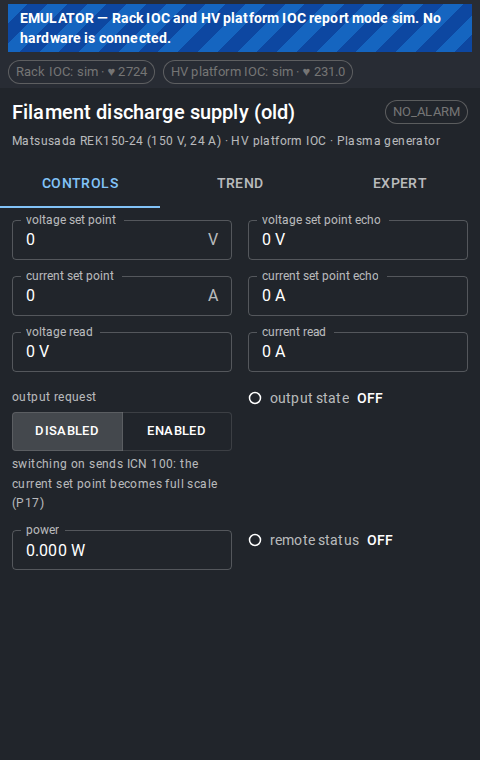 EMULATOR — Rack IOC and HV platform IOC report mode sim. No
hardware is connected.
Rack IOC: sim · ♥ 2724
HV platform IOC: sim · ♥ 231.0
Filament discharge supply (old)
NO_ALARM
Matsusada REK150-24 (150 V, 24 A) · HV platform IOC · Plasma generator
CONTROLS
TREND
EXPERT
voltage set point
0 V
voltage set point echo
0 V
current set point
0 A
current set point echo
0 A
voltage read
0 V
current read
0 A
output request
output state OFF
DISABLED
ENABLED
switching on sends ICN 100: the
current set point becomes full scale
(P17)
power
0.000 W
remote status OFF